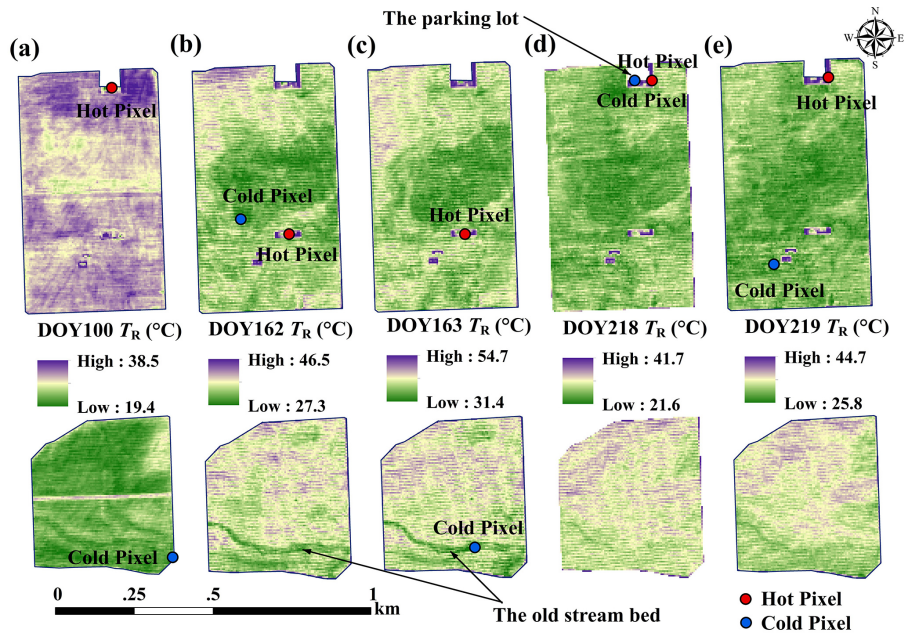 The parking lot
(a)
(b)
(c)
(d)
(e)
N
W
E
S
Hot Pixel
Hot Pixel
Cold Pixel
Hot Pixel
Cold Pixel
Hot Pixel
Hot Pixel
Cold Pixel
DOY100 TR (°C)
DOY162 TR (°C)
DOY163 TR (°C)
DOY218 TR (°C)
DOY219 TR (°C)
High : 38.5
Low : 19.4
High : 46.5
Low : 27.3
High : 54.7
Low : 31.4
High : 41.7
Low : 21.6
High : 44.7
Low : 25.8
Cold Pixel
Cold Pixel
0 .25 .5 1
km
The old stream bed
Hot Pixel
Cold Pixel